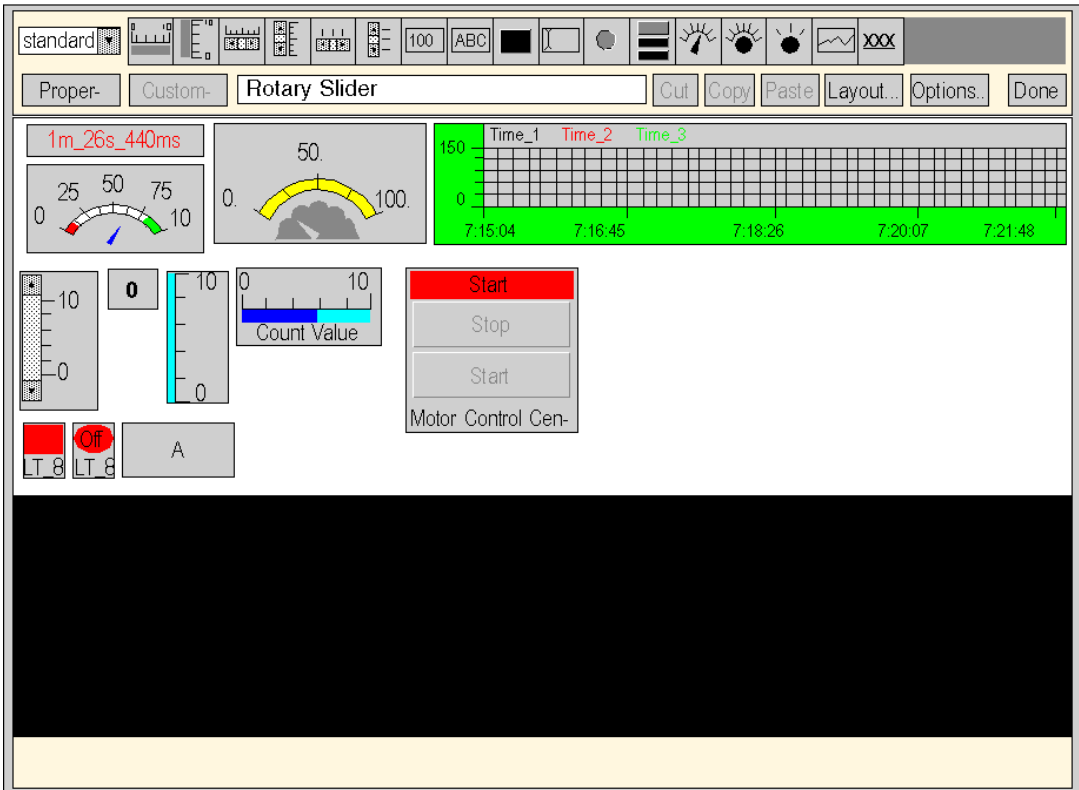 standard
100
ABC
XXX
Proper-
Custom-
Rotary Slider
Cut
Copy
Paste
Layout...
Options..
Done
1m_26s_440ms
0 25 50 75 10
0. 50. 100.
Time_1 Time_2 Time_3
150
0
7:15:04 7:16:45 7:18:26 7:20:07 7:21:48
10
0
0
10
0
0 10
Count Value
Start
Stop
Start
Motor Control Cen-
LT_8
Off
LT_8
A